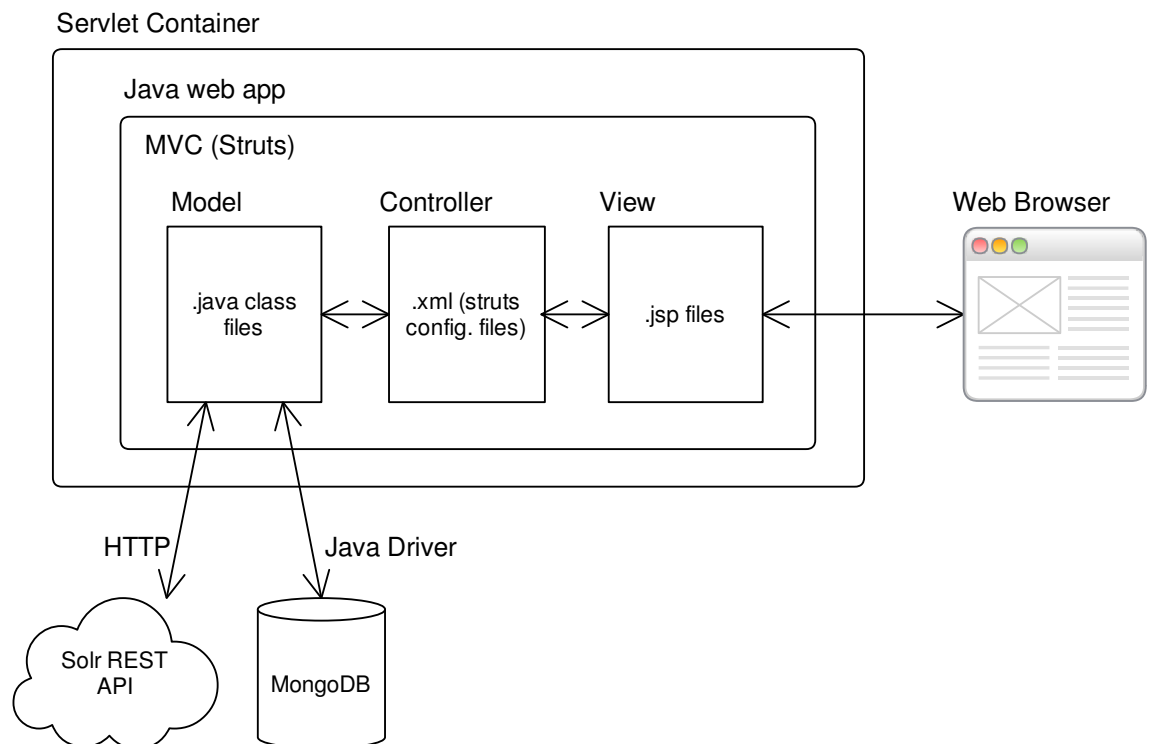 Servlet Container
Java web app
MVC (Struts)
Model
Controller
View
Web Browser
.java class
files
.xml (struts
config. files)
.jsp files
HTTP
Java Driver
Solr REST
API
MongoDB